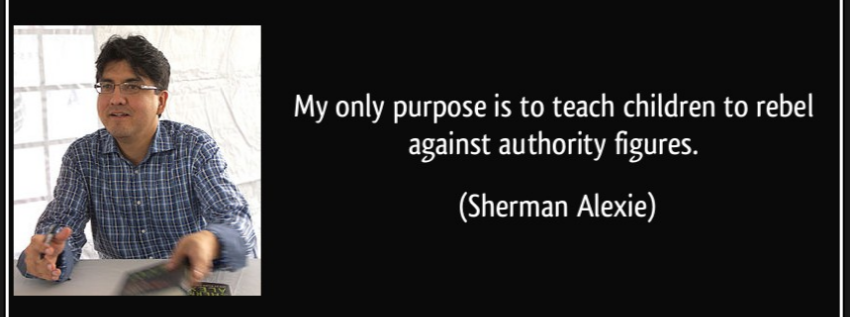 My only purpose is to teach children to rebel
against authority figures.
(Sherman Alexie)